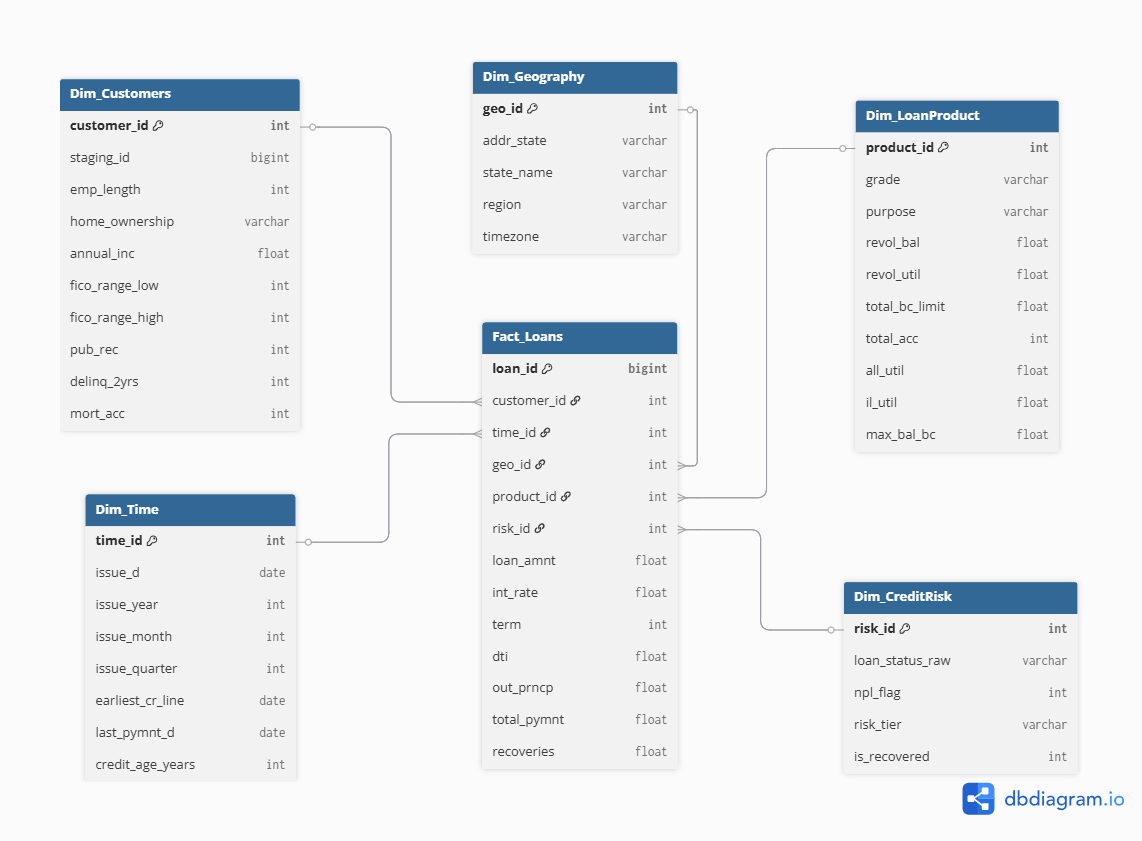 Dim_Customers
customer_id int
staging_id bigint
emp_length int
home_ownership varchar
annual_inc float
fico_range_low int
fico_range_high int
pub_rec int
delinq_2yrs int
mort_acc int
Dim_Geography
geo_id int
addr_state varchar
state_name varchar
region varchar
timezone varchar
Dim_LoanProduct
product_id int
grade varchar
purpose varchar
revol_bal float
revol_util float
total_bc_limit float
total_acc int
all_util float
il_util float
max_bal_bc float
Fact_Loans
loan_id bigint
customer_id int
time_id int
geo_id int
product_id int
risk_id int
loan_amnt float
int_rate float
term int
dti float
out_prncp float
total_pymnt float
recoveries float
Dim_Time
time_id int
issue_d date
issue_year int
issue_month int
issue_quarter int
earliest_cr_line date
last_pymnt_d date
credit_age_years int
Dim_CreditRisk
risk_id int
loan_status_raw varchar
npl_flag int
risk_tier varchar
is_recovered int
dbdiagram.io